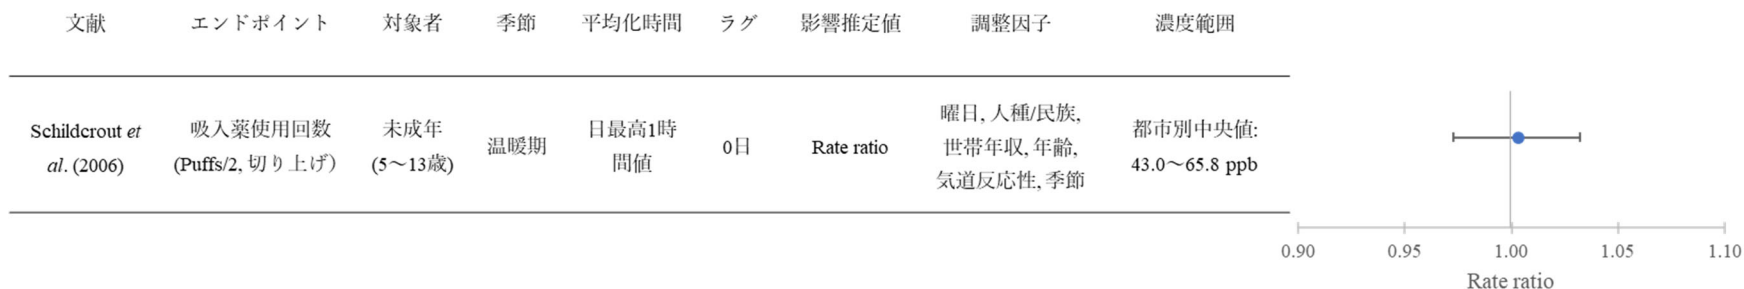 文献 エンドポイント 対象者 季節 平均化時間 ラグ 影響推定値 調整因子 濃度範囲
Schildcrout et
al. (2006)
吸入薬使用回数
(Puffs/2, 切り上げ）
未成年
(5～13歳)
温暖期
日最高1時
間値
0日
Rate ratio
曜日, 人種/民族,
世帯年収, 年齢,
気道反応性, 季節
都市別中央値:
43.0～65.8 ppb
0.90 0.95 1.00 1.05 1.10
Rate ratio